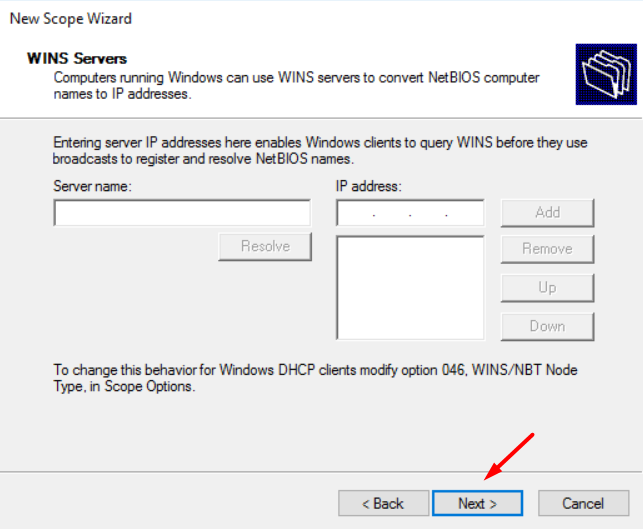 New Scope Wizard
WINS Servers
Computers running Windows can use WINS servers to convert NetBIOS computer
names to IP addresses.
Entering server IP addresses here enables Windows clients to query WINS before they use
broadcasts to register and resolve NetBIOS names.
Server name:
IP address:
. . .
Add
Resolve
Remove
Up
Down
To change this behavior for Windows DHCP clients modify option 046, WINS/NBT Node
Type, in Scope Options.
< Back
Next >
Cancel